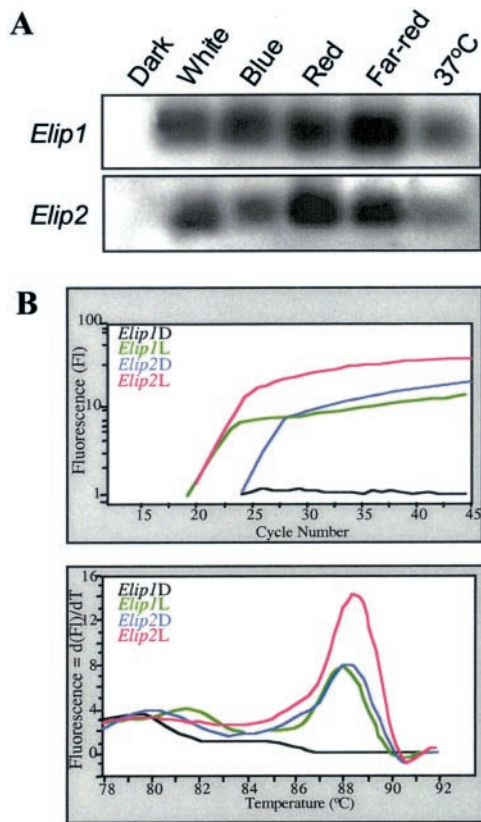 A
Dark White Blue Red Far-red 37ºC
Elip1
Elip2
B
Elip1D
Elip1L
Elip2D
Elip2L
Fluorescence (Fl)
100
10
1
15 20 25 30 35 40 45
Cycle Number
Elip1D
Elip1L
Elip2D
Elip2L
Fluorescence = d(Fl)/dT
16
12
8
4
0
78 80 82 84 86 88 90 92
Temperature (ºC)